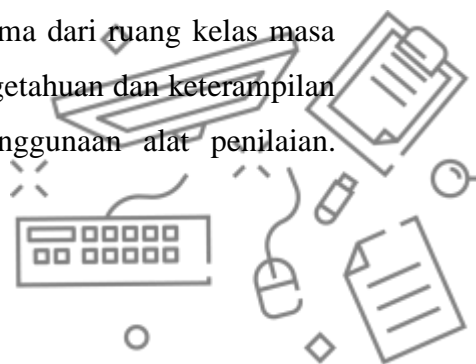 ma dari ruang kelas masa
getahuan dan keterampilan
nggunaan alat penilaian.